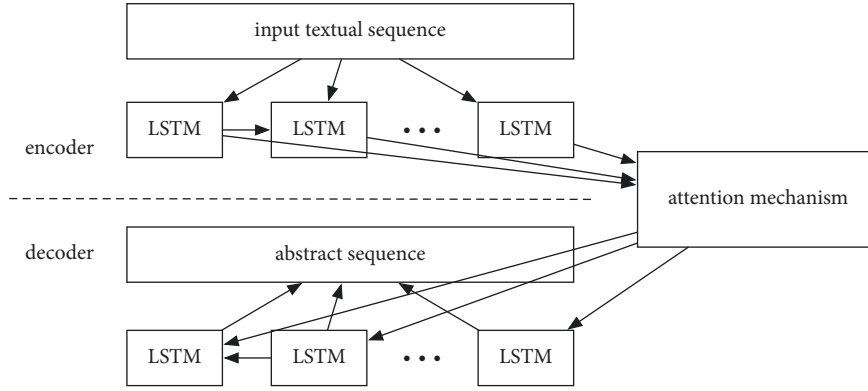 input textual sequence
LSTM LSTM LSTM
encoder
attention mechanism
decoder
abstract sequence
LSTM LSTM LSTM